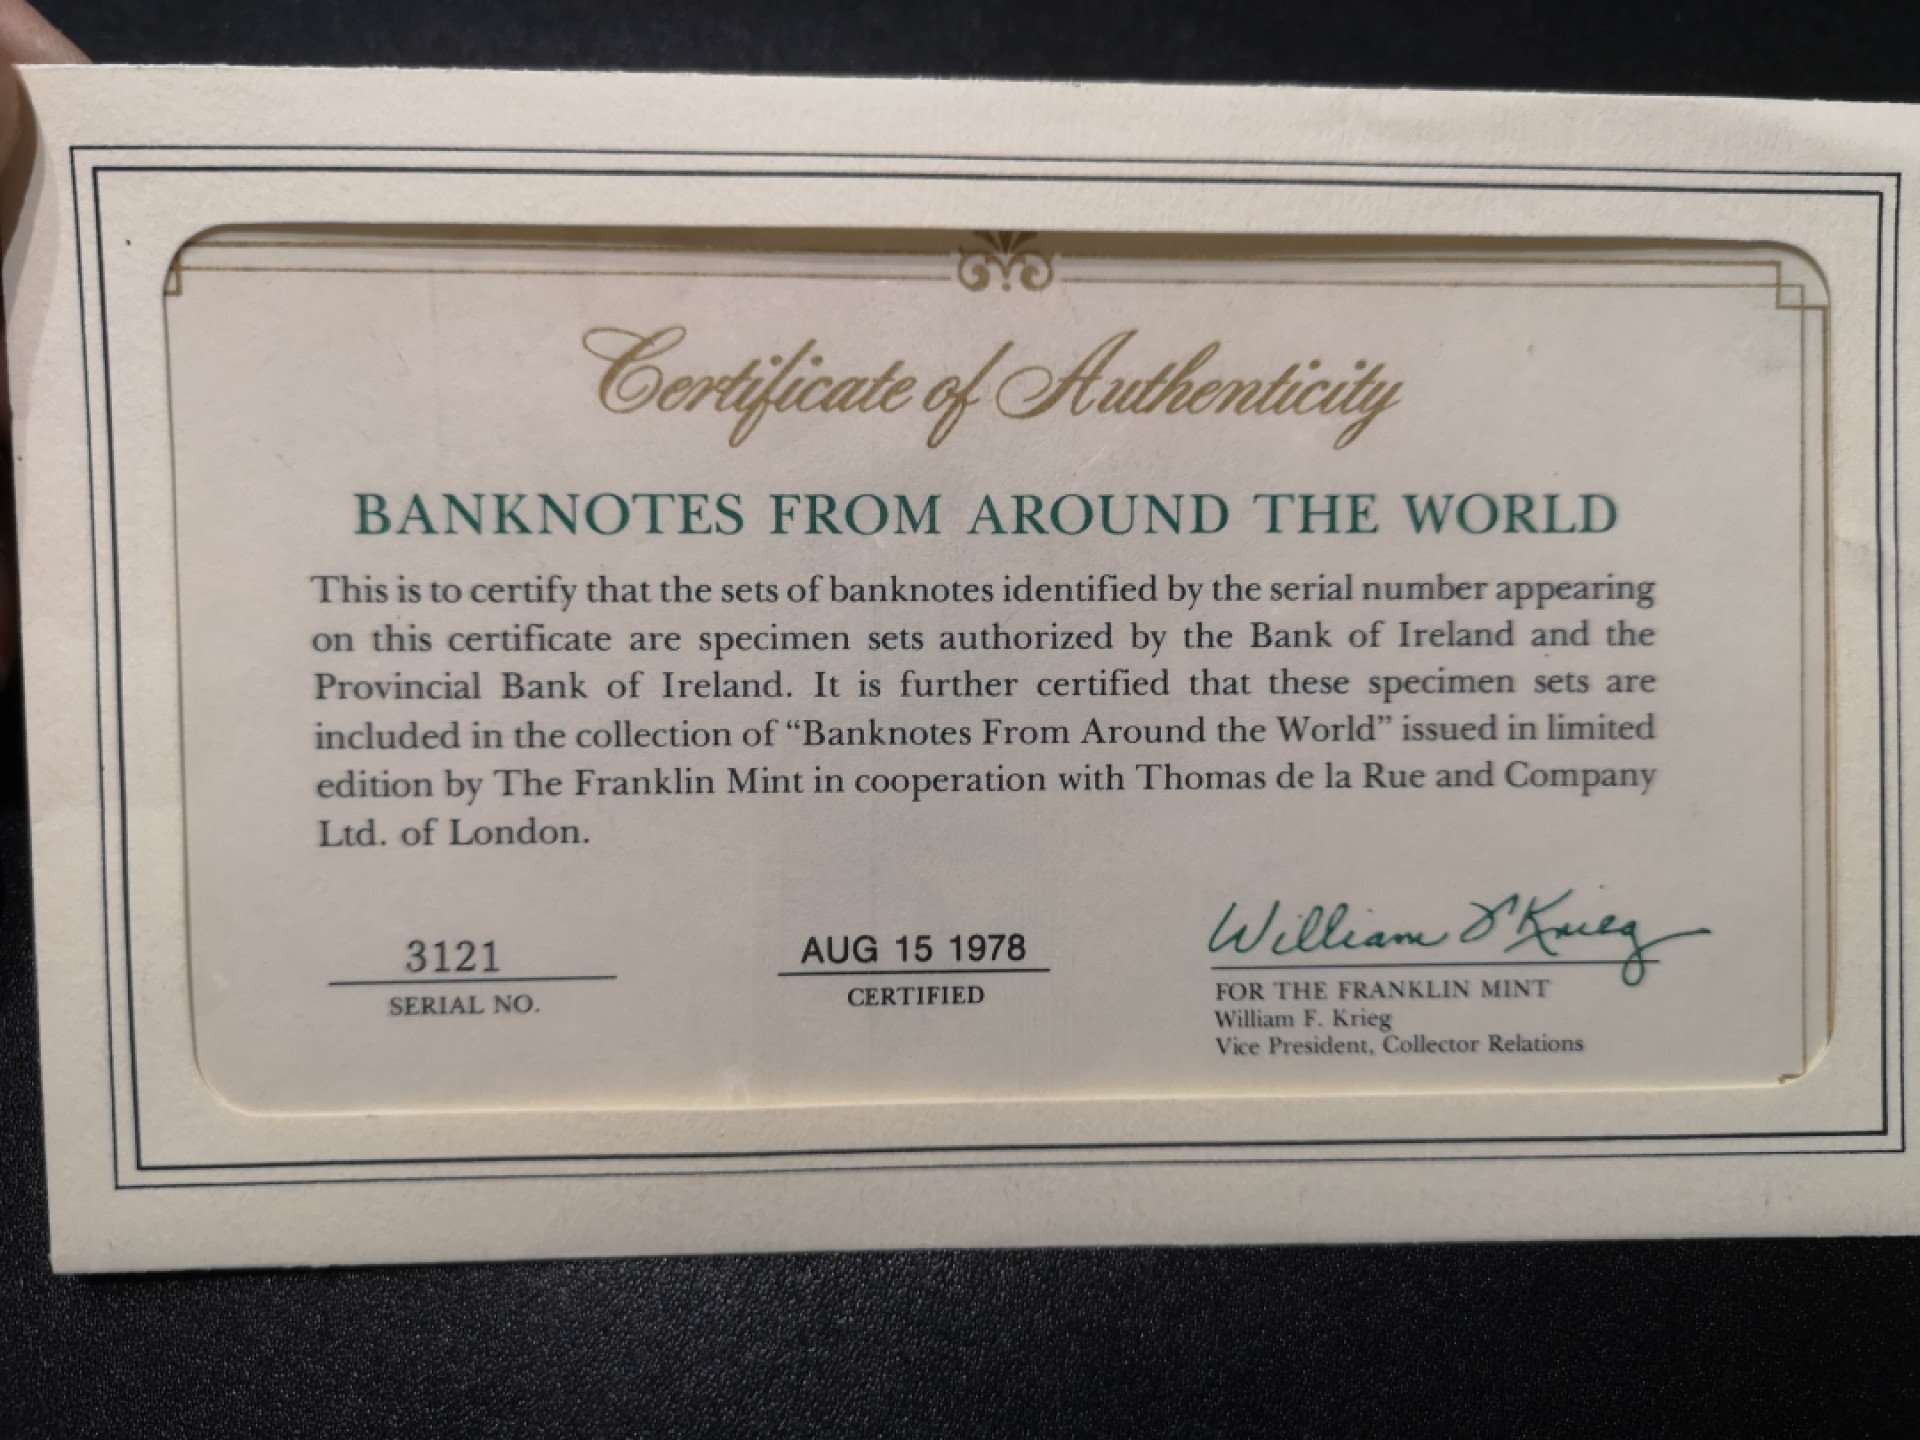 Certificate of Authenticity
BANKNOTES FROM AROUND THE WORLD
This is to certify that the sets of banknotes identified by the serial number appearing
on this certificate are specimen sets authorized by the Bank of Ireland and the
Provincial Bank of Ireland. It is further certified that these specimen sets are
included in the collection of “Banknotes From Around the World” issued in limited
edition by The Franklin Mint in cooperation with Thomas de la Rue and Company
Ltd. of London.
3121
SERIAL NO.
AUG 15 1978
CERTIFIED
William F Krieg
FOR THE FRANKLIN MINT
William F. Krieg
Vice President, Collector Relations